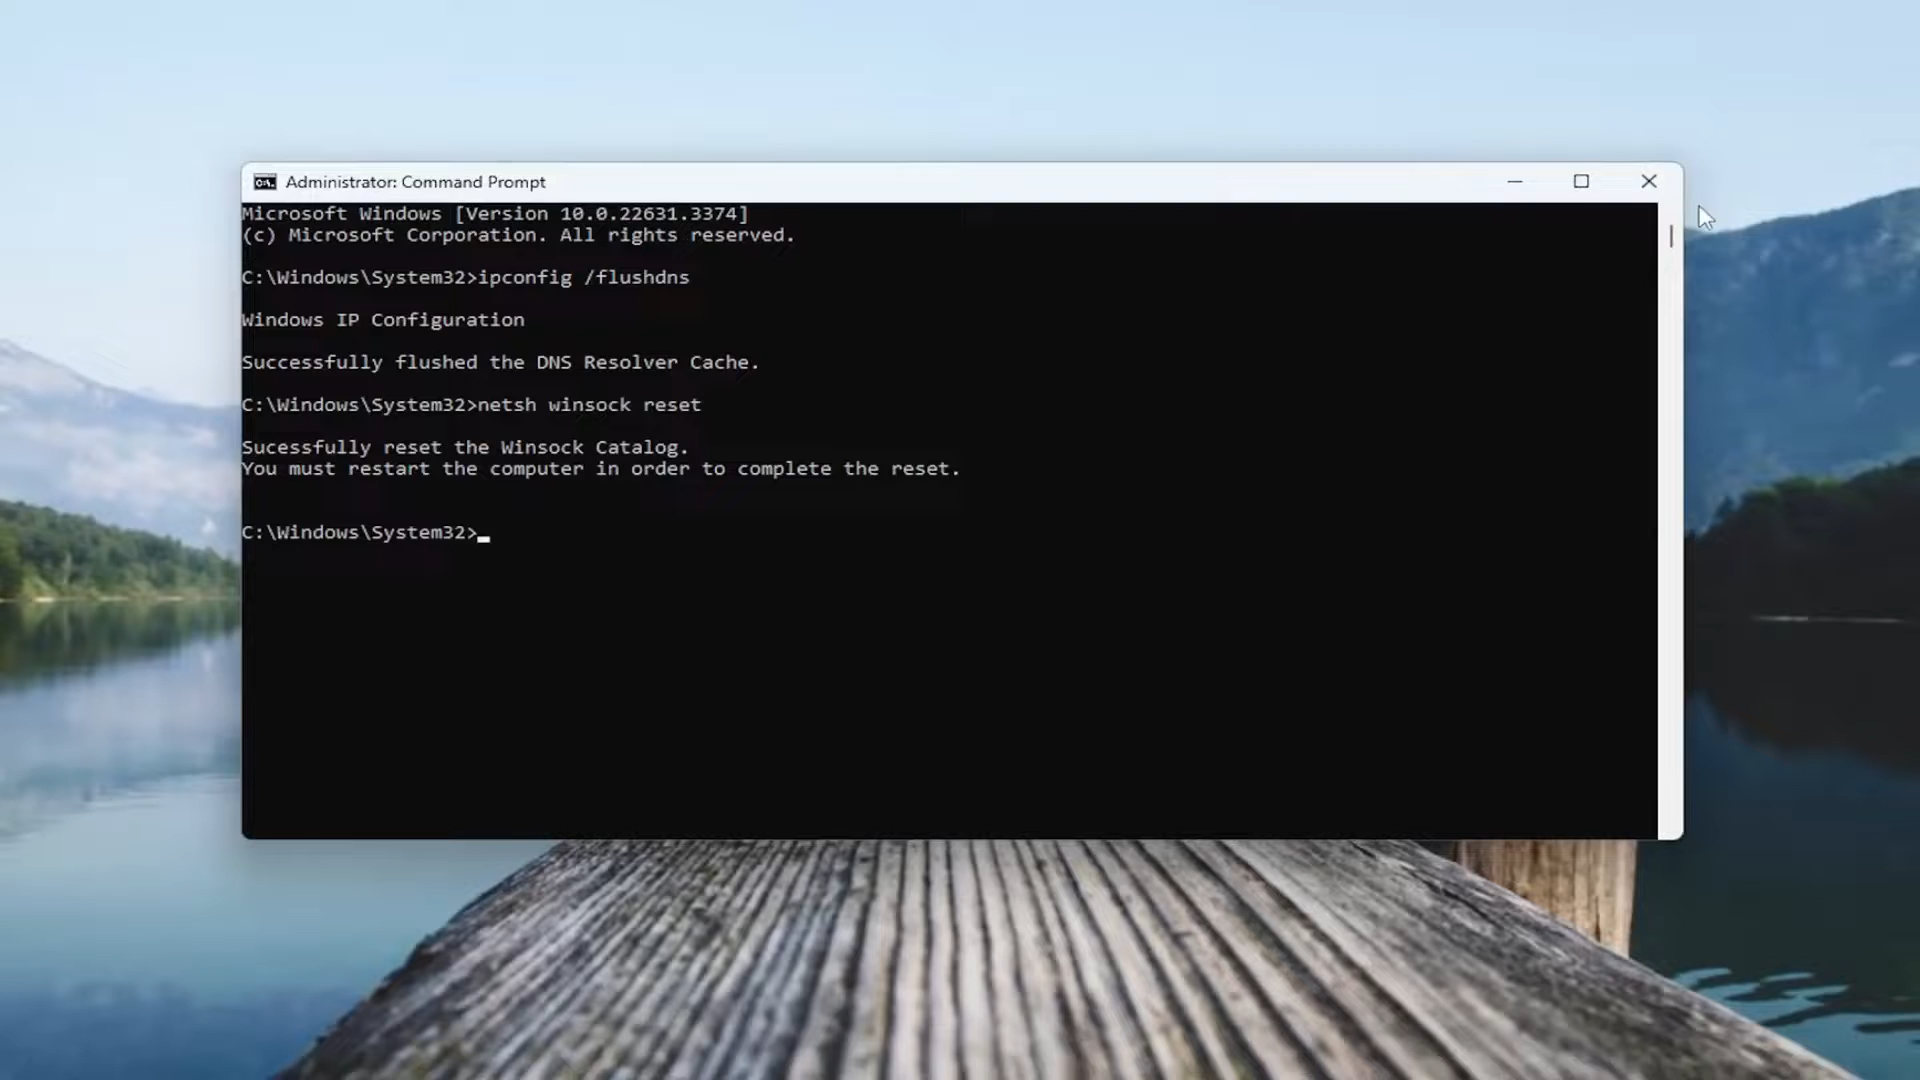 Administrator: Command Prompt
Microsoft Windows [Version 10.0.22631.3374]
(c) Microsoft Corporation. All rights reserved.
C:\Windows\System32>ipconfig /flushdns
Windows IP Configuration
Successfully flushed the DNS Resolver Cache.
C:\Windows\System32>netsh winsock reset
Sucessfully reset the Winsock Catalog.
You must restart the computer in order to complete the reset.
C:\Windows\System32>